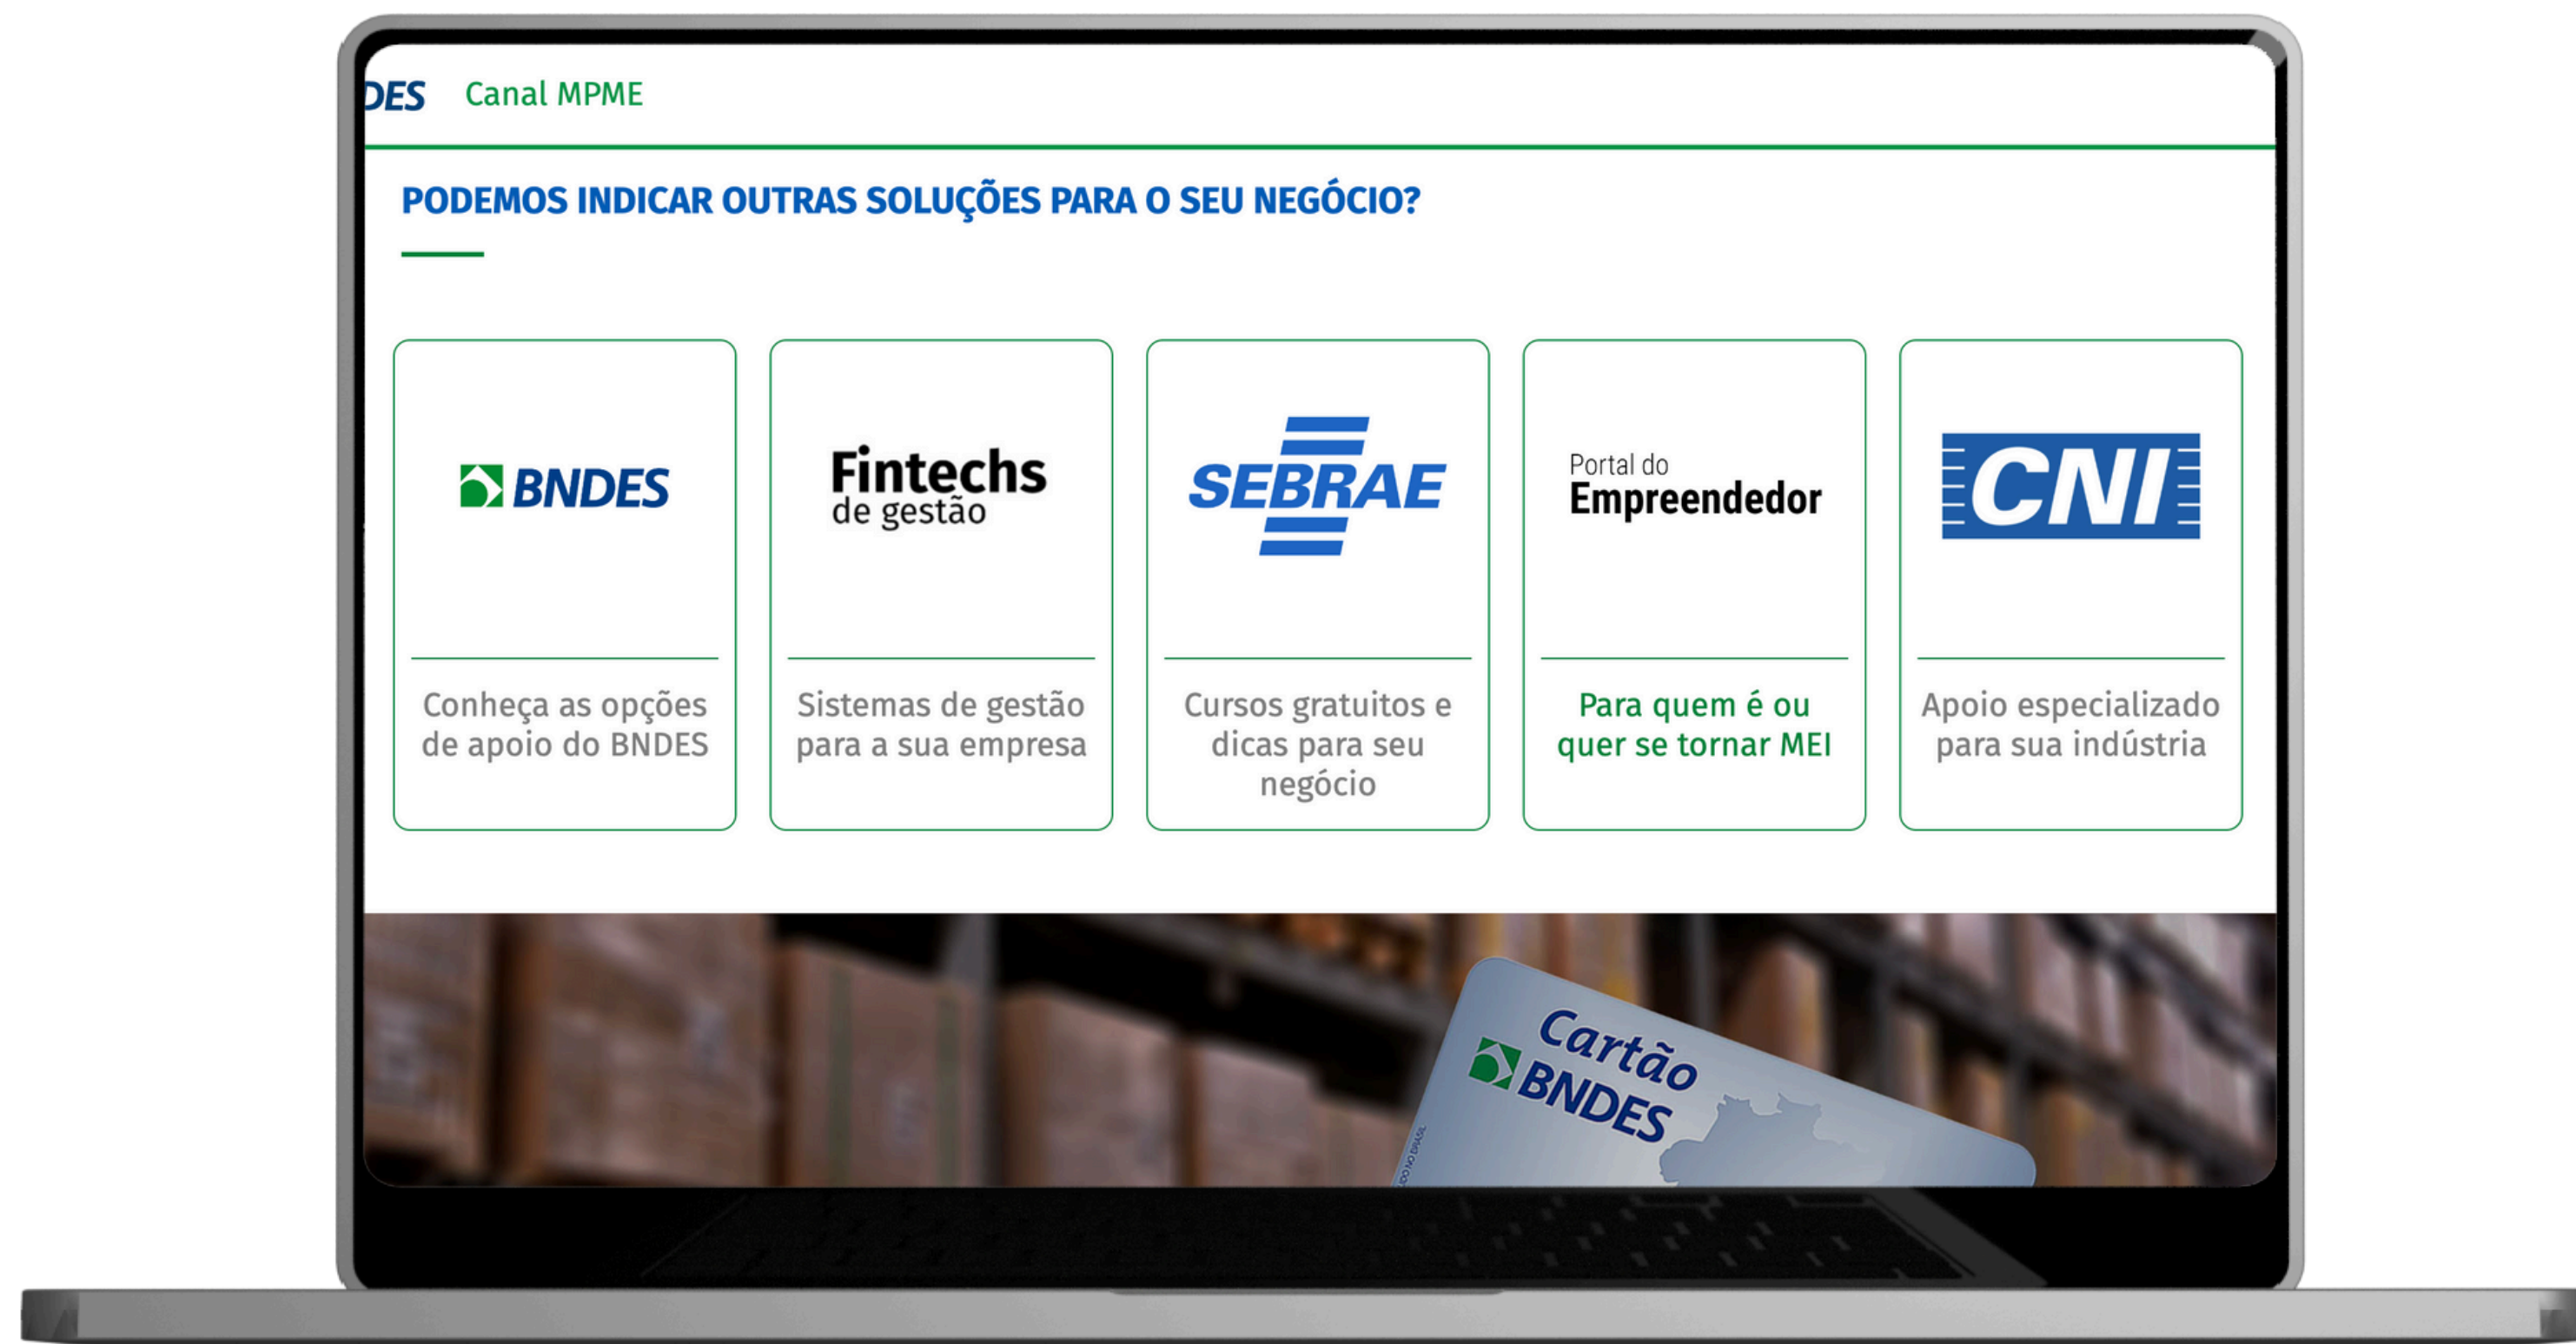 DES Canal MPME
PODEMOS INDICAR OUTRAS SOLUÇÕES PARA O SEU NEGÓCIO?
BNDES
Conheça as opções
de apoio do BNDES
Fintechs
de gestão
Sistemas de gestão
para a sua empresa
SEBRAE
Cursos gratuitos e
dicas para seu
negócio
Portal do
Empreendedor
Para quem é ou
quer se tornar MEI
CNI
Apoio especializado
para sua indústria
Cartão
BNDES
NO BRASIL